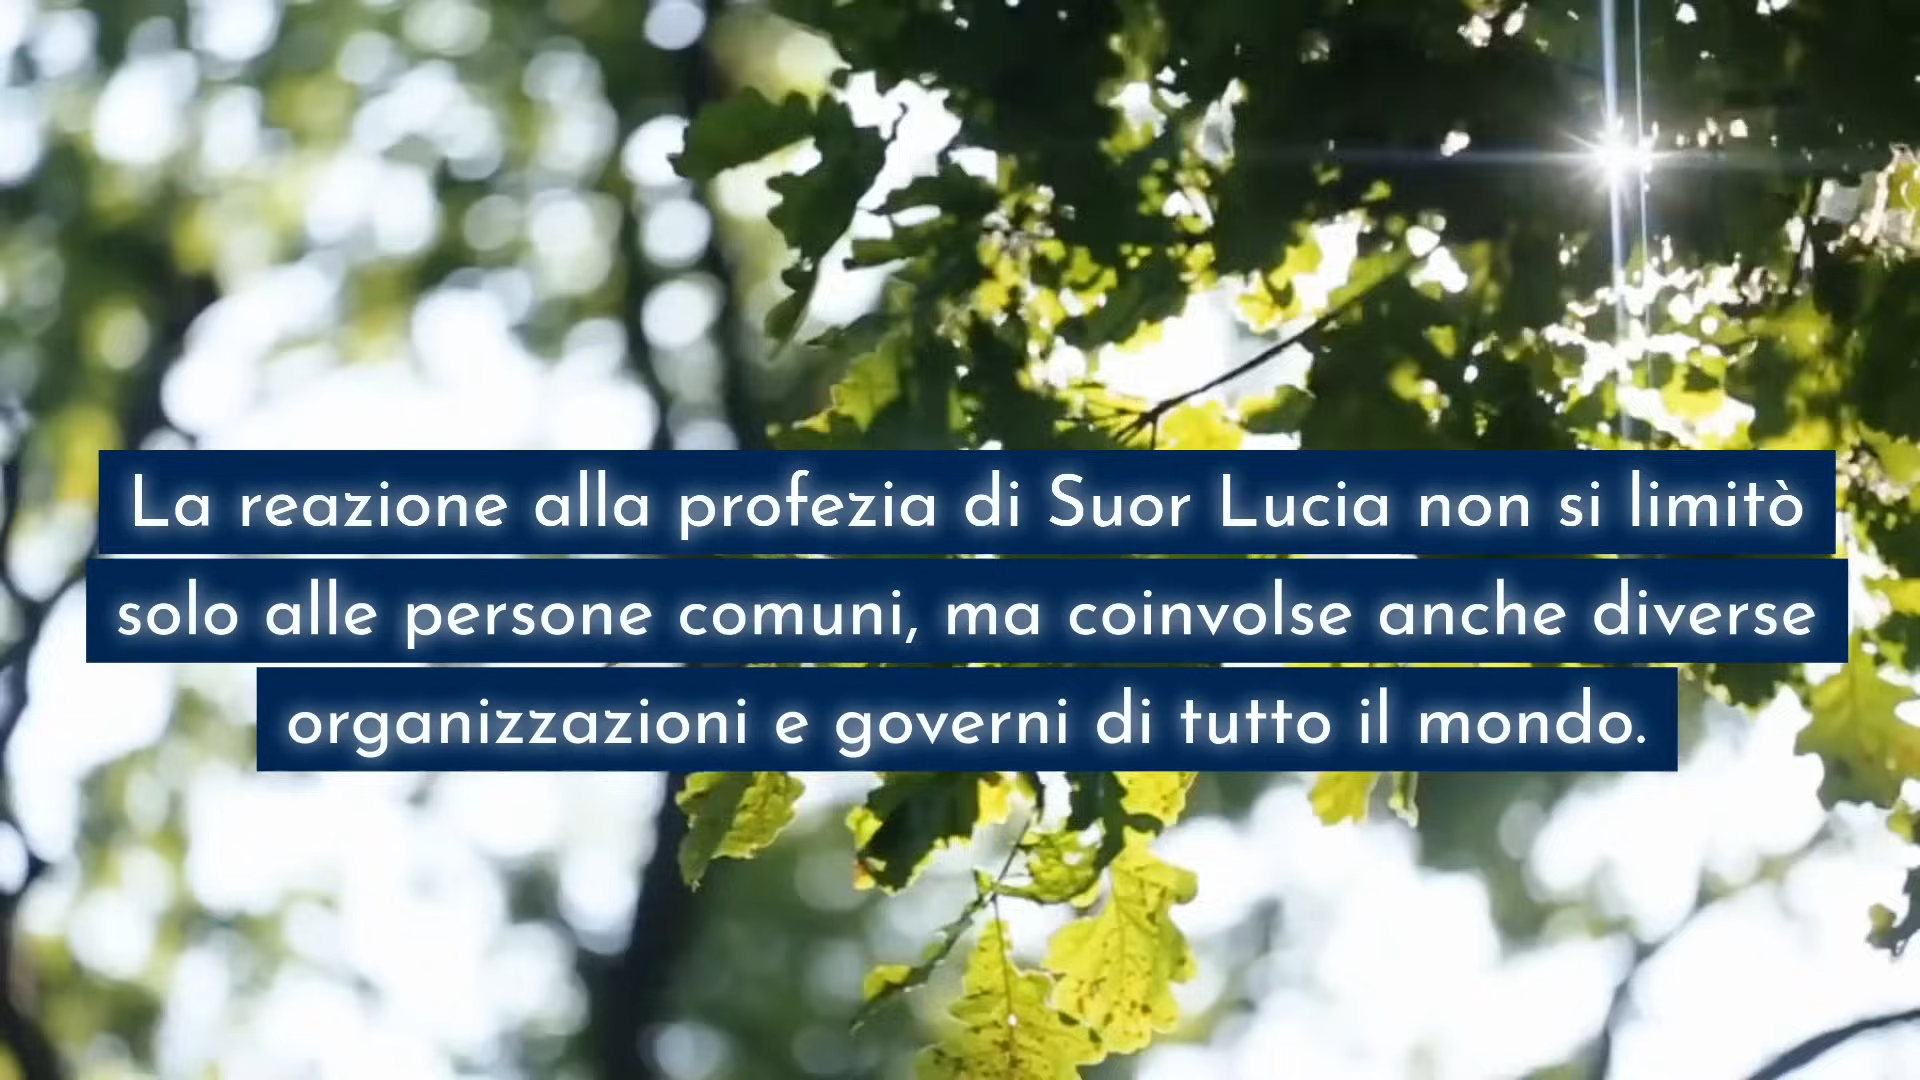 La reazione alla profezia di Suor Lucia non si limitò
solo alle persone comuni, ma coinvolse anche diverse
organizzazioni e governi di tutto il mondo.